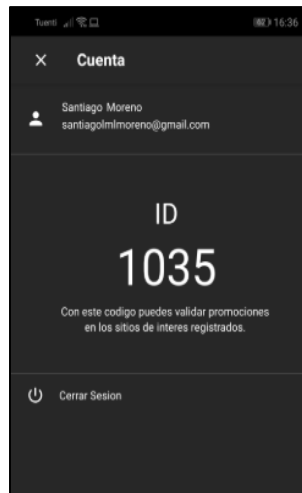 Tuenti 16:36
Cuenta
Santiago Moreno
santiagolmlmoreno@gmail.com
ID
1035
Con este codigo puedes validar promociones
en los sitios de interes registrados.
Cerrar Sesion